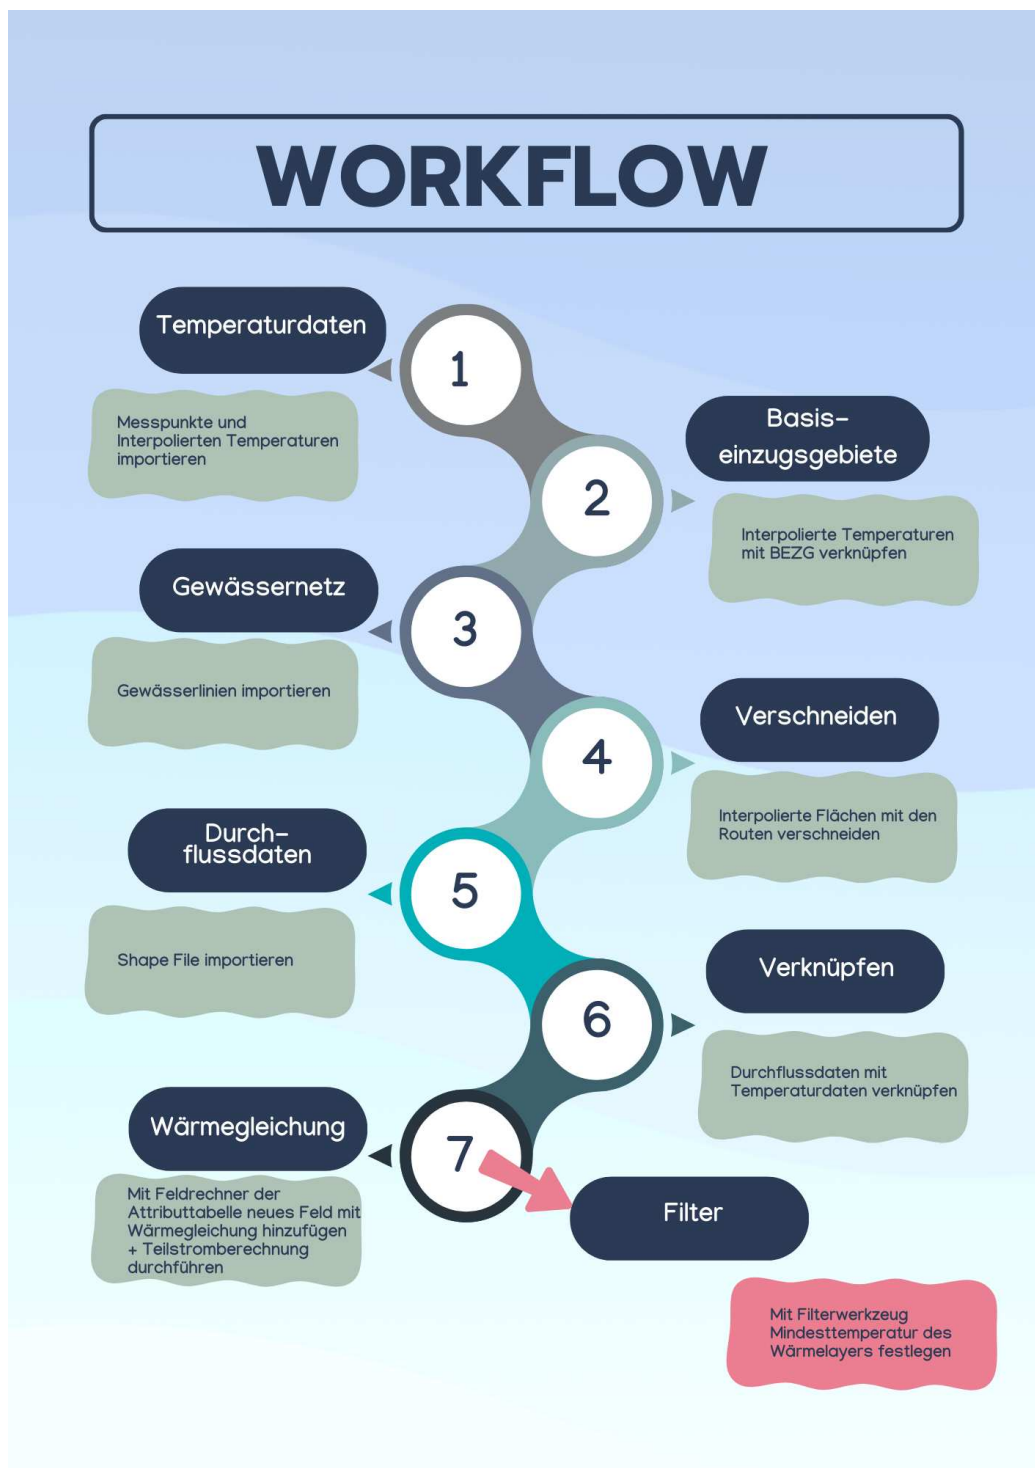 WORKFLOW
Temperaturdaten
1
Messpunkte und
Interpolierten Temperaturen
importieren
Basis-
einzugsgebiete
2
Interpolierte Temperaturen
mit BEZG verknüpfen
Gewässernetz
3
Gewässerlinien importieren
Verschneiden
4
Interpolierte Flächen mit den
Routen verschneiden
Durch-
flussdaten
5
Shape File importieren
Verknüpfen
6
Durchflussdaten mit
Temperaturdaten verknüpfen
Wärmegleichung
7
Mit Feldrechner der
Attributtabelle neues Feld mit
Wärmegleichung hinzufügen
+ Teilstromberechnung
durchführen
Filter
Mit Filterwerkzeug
Mindesttemperatur des
Wärmelayers festlegen